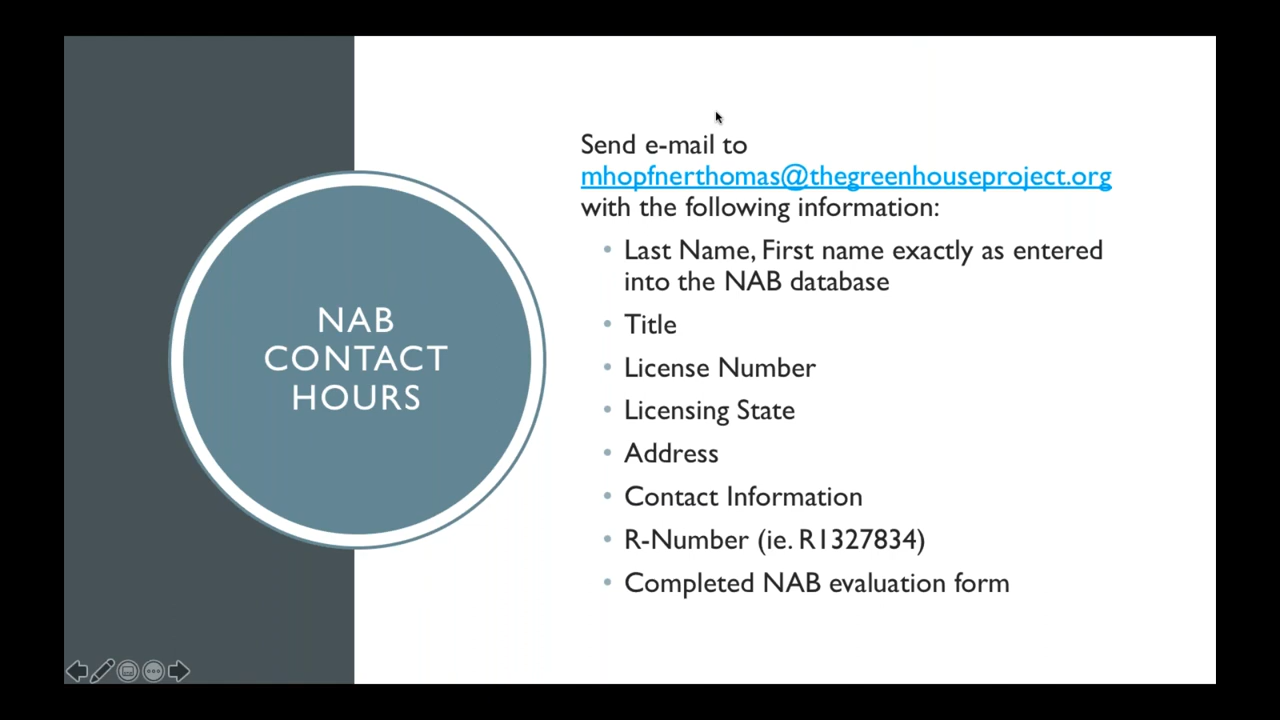 NAB
CONTACT
HOURS
Send e-mail to
mhopfnerthomas@thegreenhouseproject.org
with the following information:
• Last Name, First name exactly as entered
into the NAB database
• Title
• License Number
• Licensing State
• Address
• Contact Information
• R-Number (ie. R1327834)
• Completed NAB evaluation form